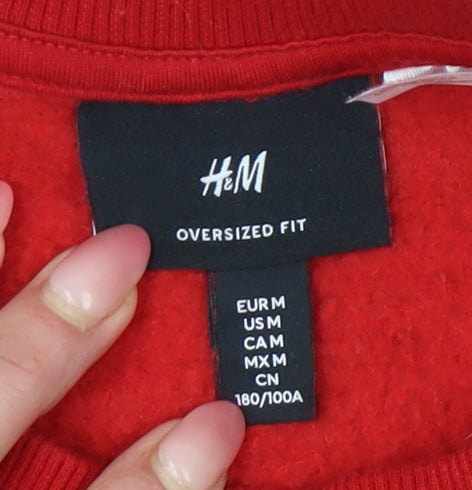 H&M
OVERSIZED FIT
EUR M
US M
CA M
MX M
CN
180/100A